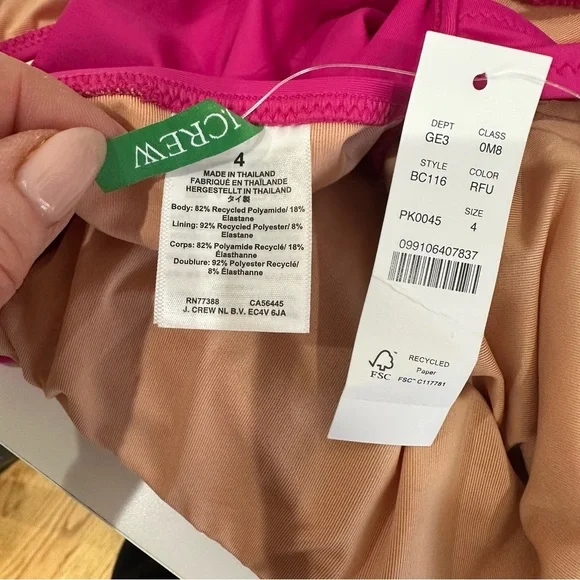 JCREW
4
MADE IN THAILAND
FABRIQUÉ EN THAÏLANDE
HERGESTELLT IN THAILAND
タイ製
Body: 82% Recycled Polyamide/ 18%
Elastane
Lining: 92% Recycled Polyester/ 8%
Elastane
Corps: 82% Polyamide Recyclé/ 18%
Élasthanne
Doublure: 92% Polyester Recyclé/
8% Élasthanne
RN77388 CA56445
J. CREW NL B.V. EC4V 6JA
DEPT CLASS
GE3 0M8
STYLE COLOR
BC116 RFU
SIZE
PK0045 4
099106407837
FSC
RECYCLED
Paper
FSC™ C117781